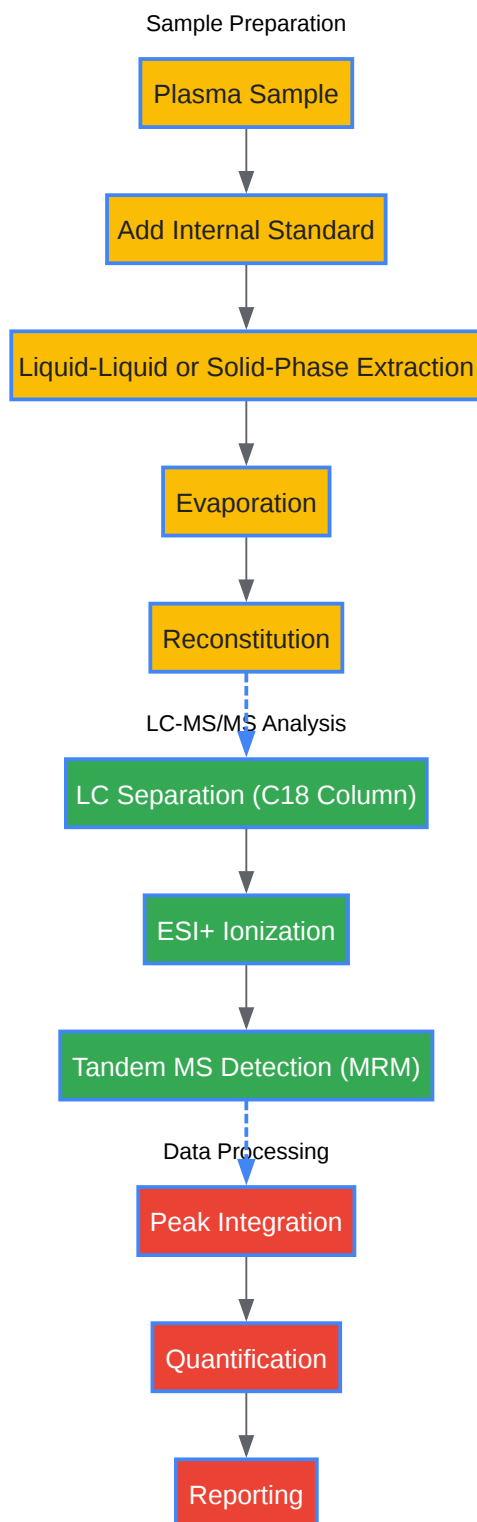 Sample Preparation
Plasma Sample
Add Internal Standard
Liquid-Liquid or Solid-Phase Extraction
Evaporation
Reconstitution
LC-MS/MS Analysis
LC Separation (C18 Column)
ESI+ Ionization
Tandem MS Detection (MRM)
Data Processing
Peak Integration
Quantification
Reporting